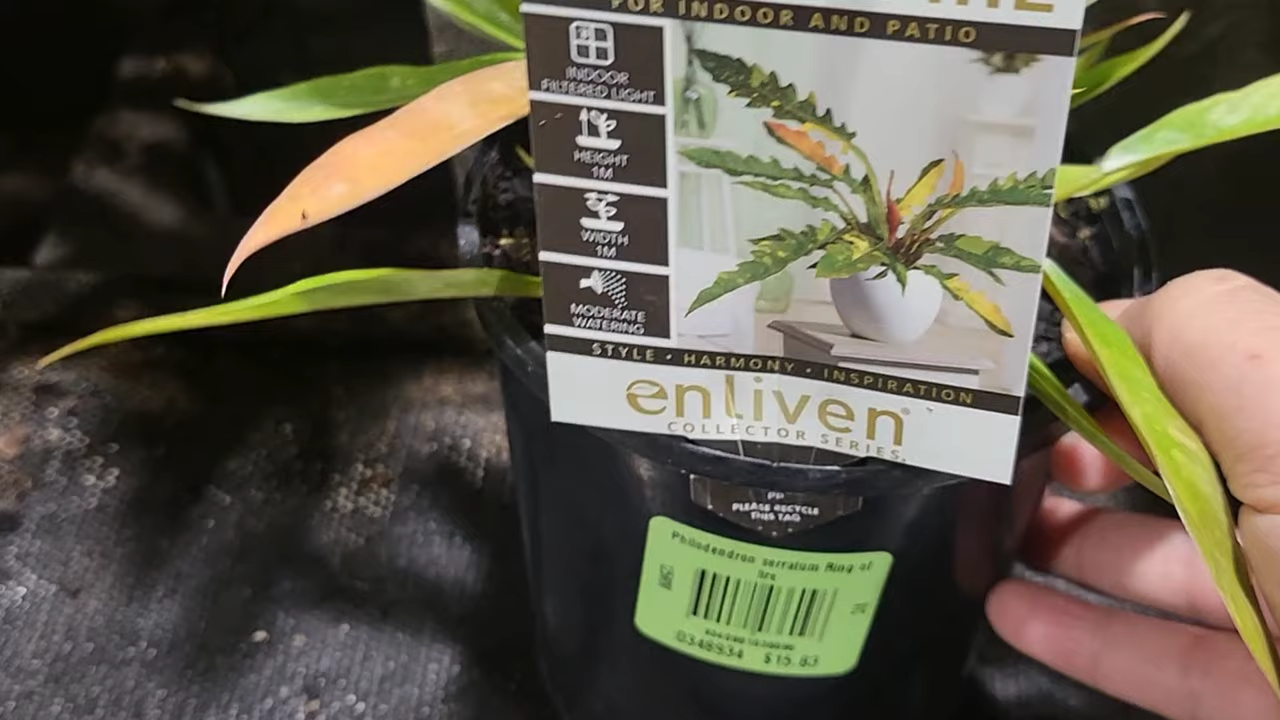 FOR INDOOR AND PATIO
INDOOR
FILTERED LIGHT
HEIGHT
1M
WIDTH
1M
MODERATE
WATERING
STYLE • HARMONY • INSPIRATION
enliven®
COLLECTOR SERIES
PP
PLEASE RECYCLE
THIS TAG
Philodendron serratum Ring of
fire
0348934 $15.83